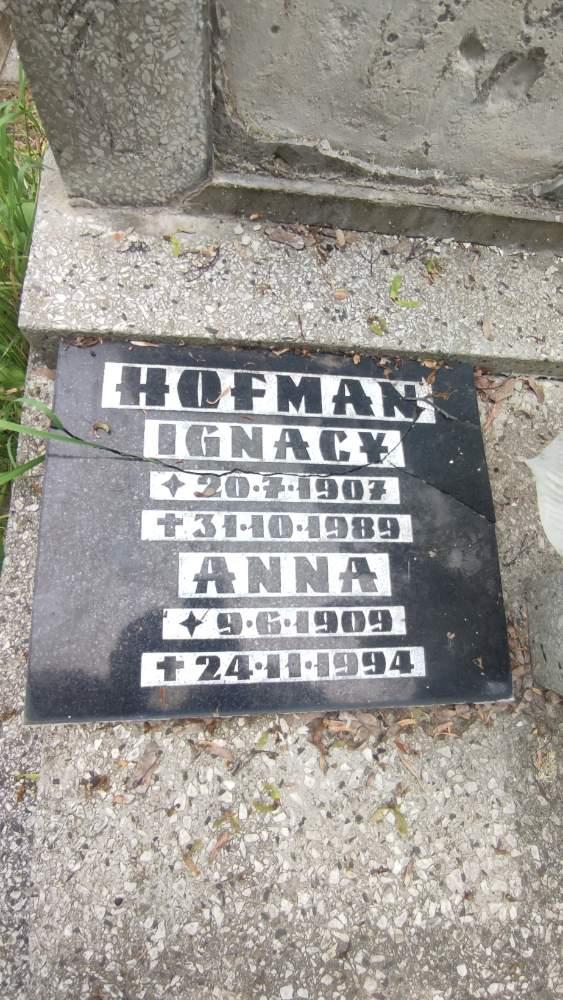 HOFMAN
IGNACY
✦ 20·7·1907
✝ 31·10·1989
ANNA
✦ 9·6·1909
✝ 24·11·1994